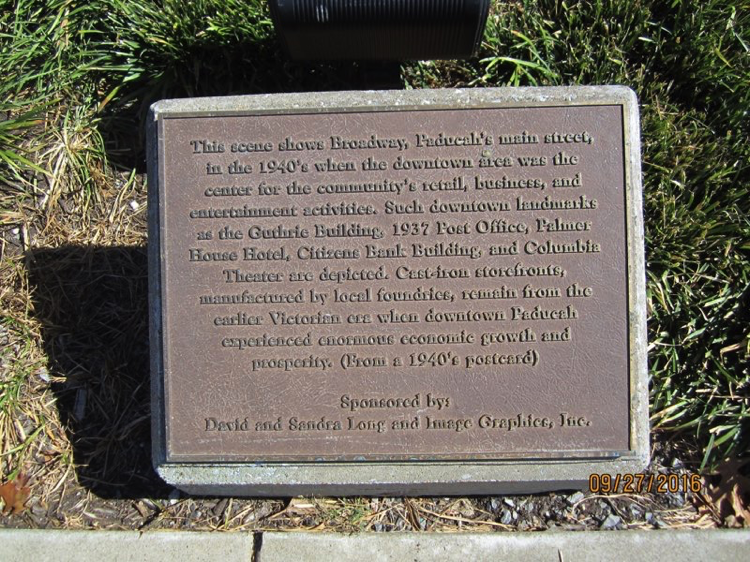 This scene shows Broadway, Paducah's main street,
in the 1940's when the downtown area was the
center for the community's retail, business, and
entertainment activities. Such downtown landmarks
as the Guthrie Building, 1937 Post Office, Palmer
House Hotel, Citizens Bank Building, and Columbia
Theater are depicted. Cast-iron storefronts,
manufactured by local foundries, remain from the
earlier Victorian era when downtown Paducah
experienced enormous economic growth and
prosperity. (From a 1940's postcard)
Sponsored by:
David and Sandra Long and Image Graphics, Inc.
09/27/2016